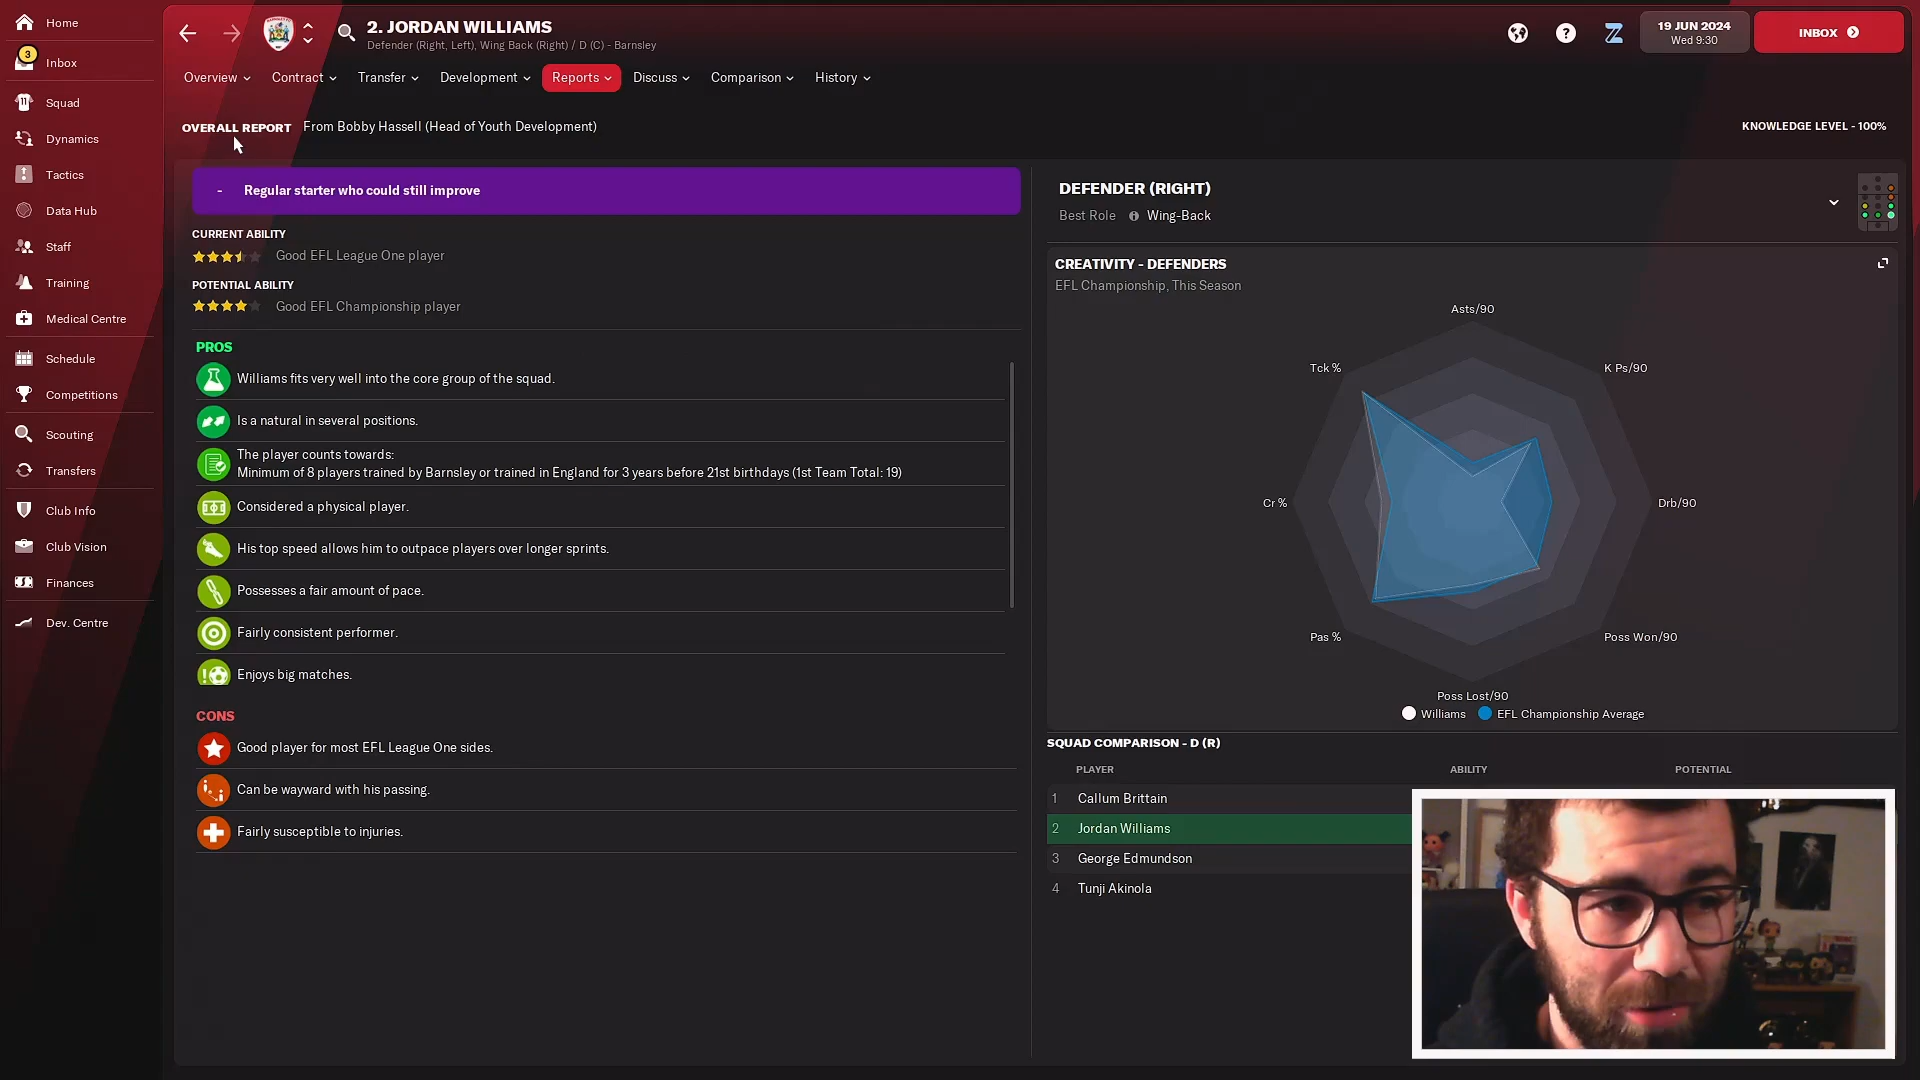 Home
3
Inbox
Squad
Dynamics
Tactics
Data Hub
Staff
Training
Medical Centre
Schedule
Competitions
Scouting
Transfers
Club Info
Club Vision
Finances
Dev. Centre
2. JORDAN WILLIAMS
Defender (Right, Left), Wing Back (Right) / D (C) - Barnsley
19 JUN 2024
Wed 9:30
INBOX
Overview
Contract
Transfer
Development
Reports
Discuss
Comparison
History
OVERALL REPORT
From Bobby Hassell (Head of Youth Development)
KNOWLEDGE LEVEL - 100%
- Regular starter who could still improve
CURRENT ABILITY
Good EFL League One player
POTENTIAL ABILITY
Good EFL Championship player
PROS
Williams fits very well into the core group of the squad.
Is a natural in several positions.
The player counts towards:
Minimum of 8 players trained by Barnsley or trained in England for 3 years before 21st birthdays (1st Team Total: 19)
Considered a physical player.
His top speed allows him to outpace players over longer sprints.
Possesses a fair amount of pace.
Fairly consistent performer.
Enjoys big matches.
CONS
Good player for most EFL League One sides.
Can be wayward with his passing.
Fairly susceptible to injuries.
DEFENDER (RIGHT)
Best Role
Wing-Back
CREATIVITY - DEFENDERS
EFL Championship, This Season
Asts/90
Tck %
K Ps/90
Cr %
Drb/90
Pas %
Poss Won/90
Poss Lost/90
Williams
EFL Championship Average
SQUAD COMPARISON - D (R)
PLAYER
ABILITY
POTENTIAL
1 Callum Brittain
2 Jordan Williams
3 George Edmundson
4 Tunji Akinola